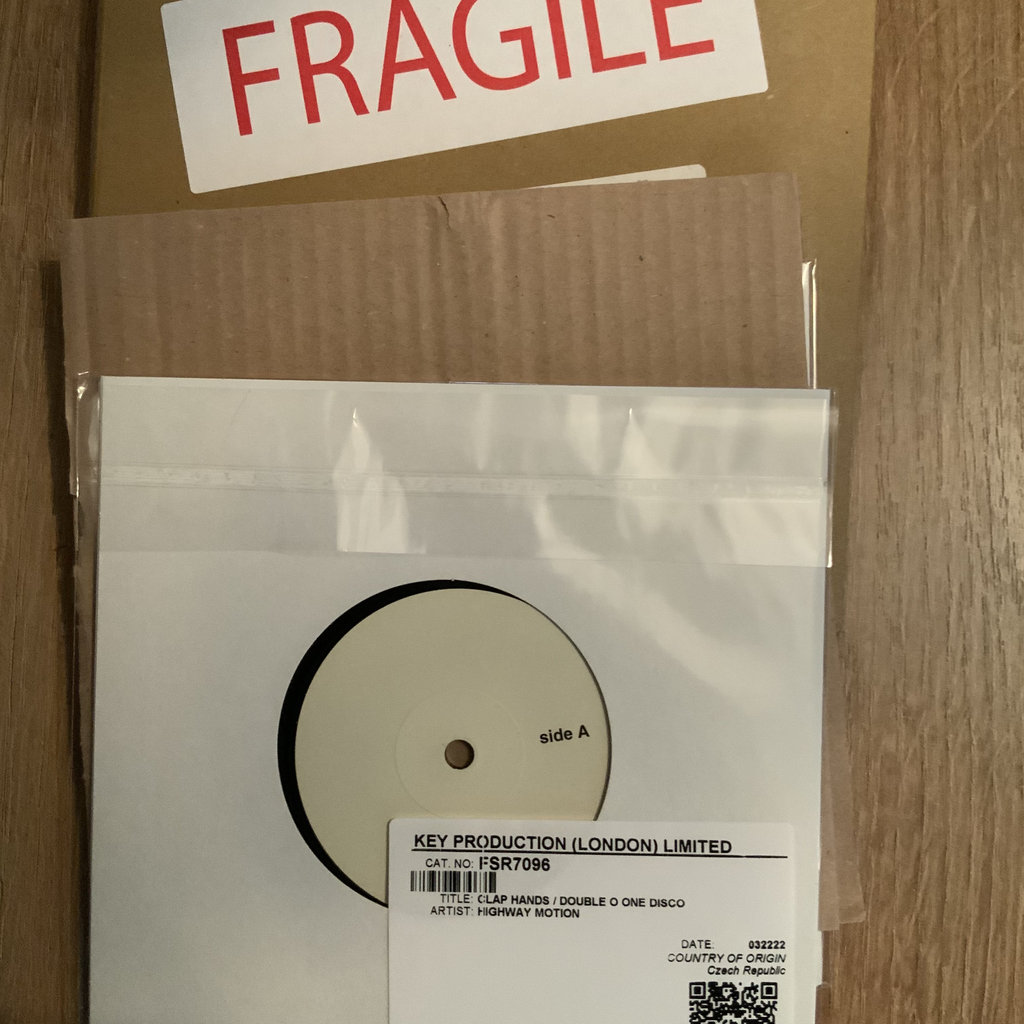 FRAGILE
side A
KEY PRODUCTION (LONDON) LIMITED
CAT. NO: FSR7096
TITLE: CLAP HANDS / DOUBLE O ONE DISCO
ARTIST: HIGHWAY MOTION
DATE: 032222
COUNTRY OF ORIGIN
Czech Republic